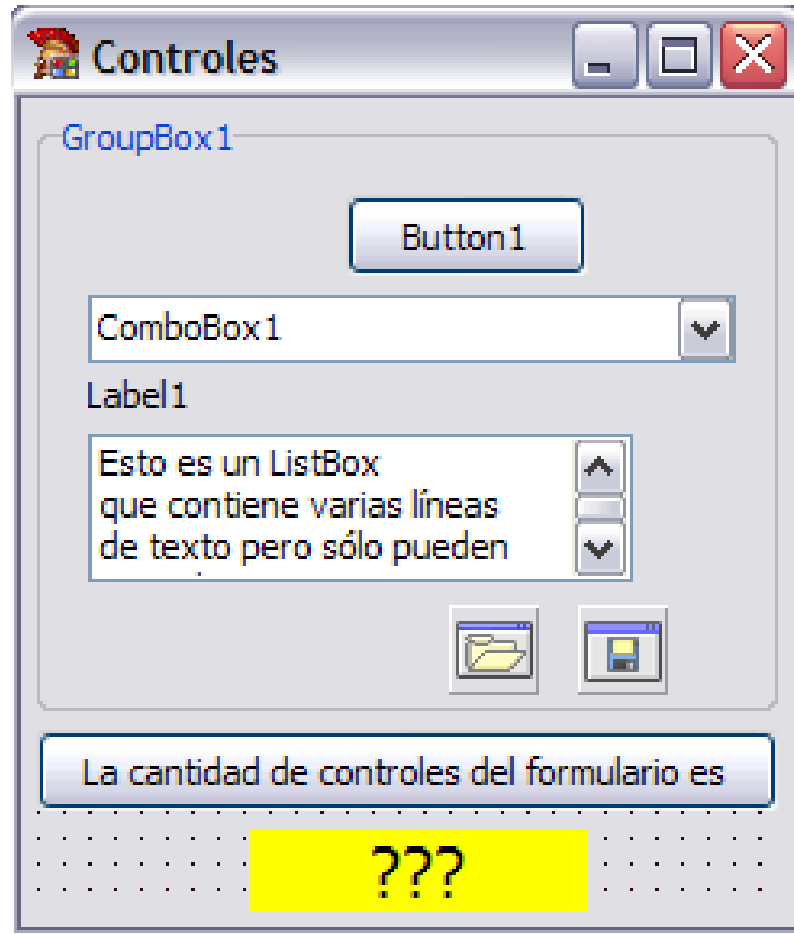 Controles
GroupBox1
Button1
ComboBox1
Label1
Esto es un ListBox
que contiene varias líneas
de texto pero sólo pueden
La cantidad de controles del formulario es
???